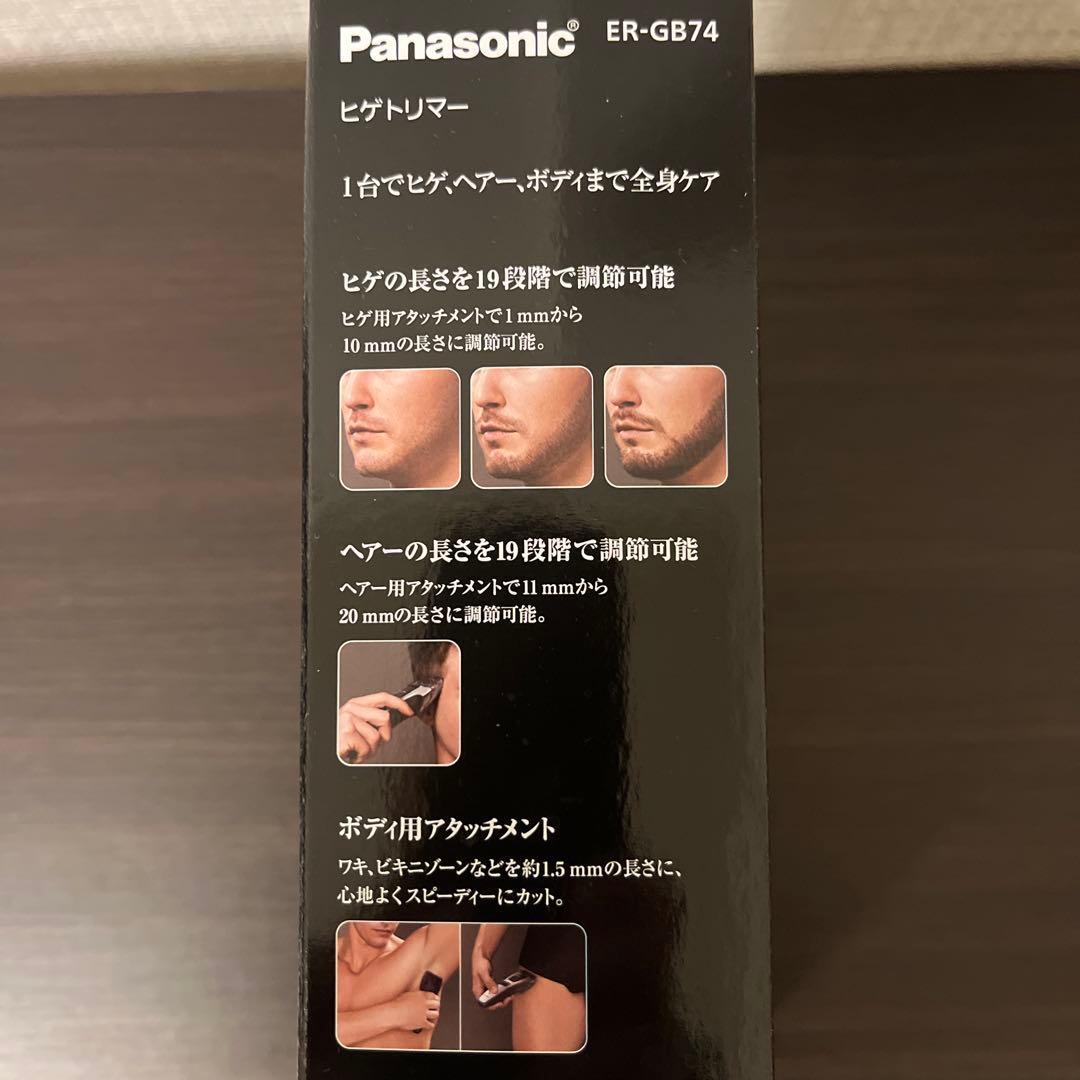 Panasonic® ER-GB74
ヒゲトリマー
1台でヒゲ、ヘアー、ボディまで全身ケア
ヒゲの長さを19段階で調節可能
ヒゲ用アタッチメントで1mmから
10mmの長さに調節可能。
ヘアーの長さを19段階で調節可能
ヘアー用アタッチメントで11mmから
20mmの長さに調節可能。
ボディ用アタッチメント
ワキ、ビキニゾーンなどを約1.5mmの長さに、
心地よくスピーディーにカット。